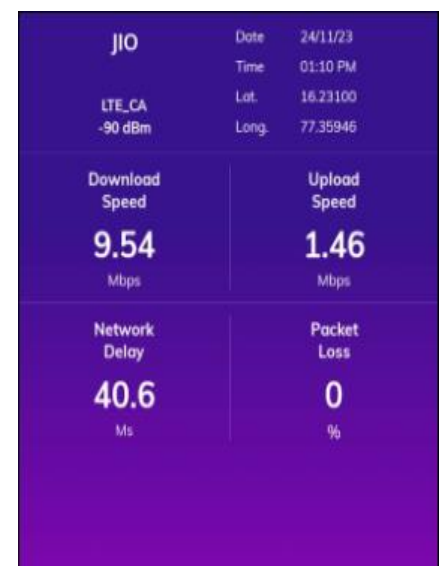 JIO
LTE_CA
-90 dBm
Date 24/11/23
Time 01:10 PM
Lat. 16.23100
Long. 77.35946
Download
Speed
9.54
Mbps
Upload
Speed
1.46
Mbps
Network
Delay
40.6
Ms
Packet
Loss
0
%